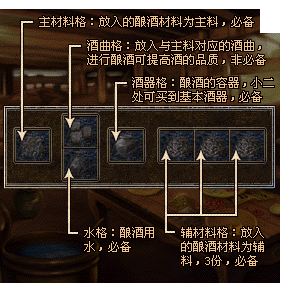 主材料格：放入的酿酒材料为主料，必备
酒曲格：放入与主料对应的酒曲，
进行酿酒可提高酒的品质，非必备
酒器格：酿酒的容器，小二
处可买到基本酒器，必备
水格：酿酒用
水，必备
辅材料格：放入
的酿酒材料为辅
料，3份，必备